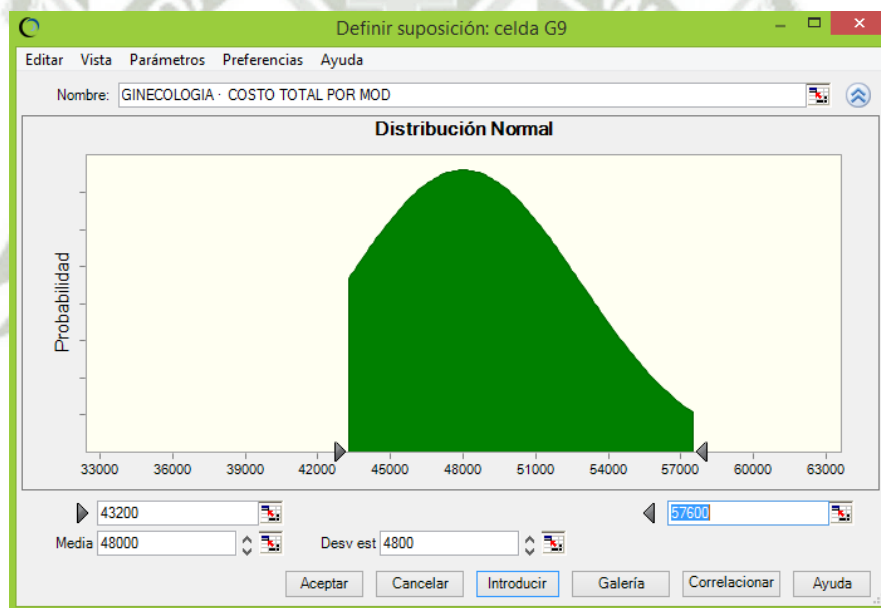 Definir suposición: celda G9
Editar Vista Parámetros Preferencias Ayuda
Nombre: GINECOLOGIA · COSTO TOTAL POR MOD
Distribución Normal
Probabilidad
33000 36000 39000 42000 45000 48000 51000 54000 57000 60000 63000
43200 57600
Media 48000 Desv est 4800
Aceptar Cancelar Introducir Galería Correlacionar Ayuda